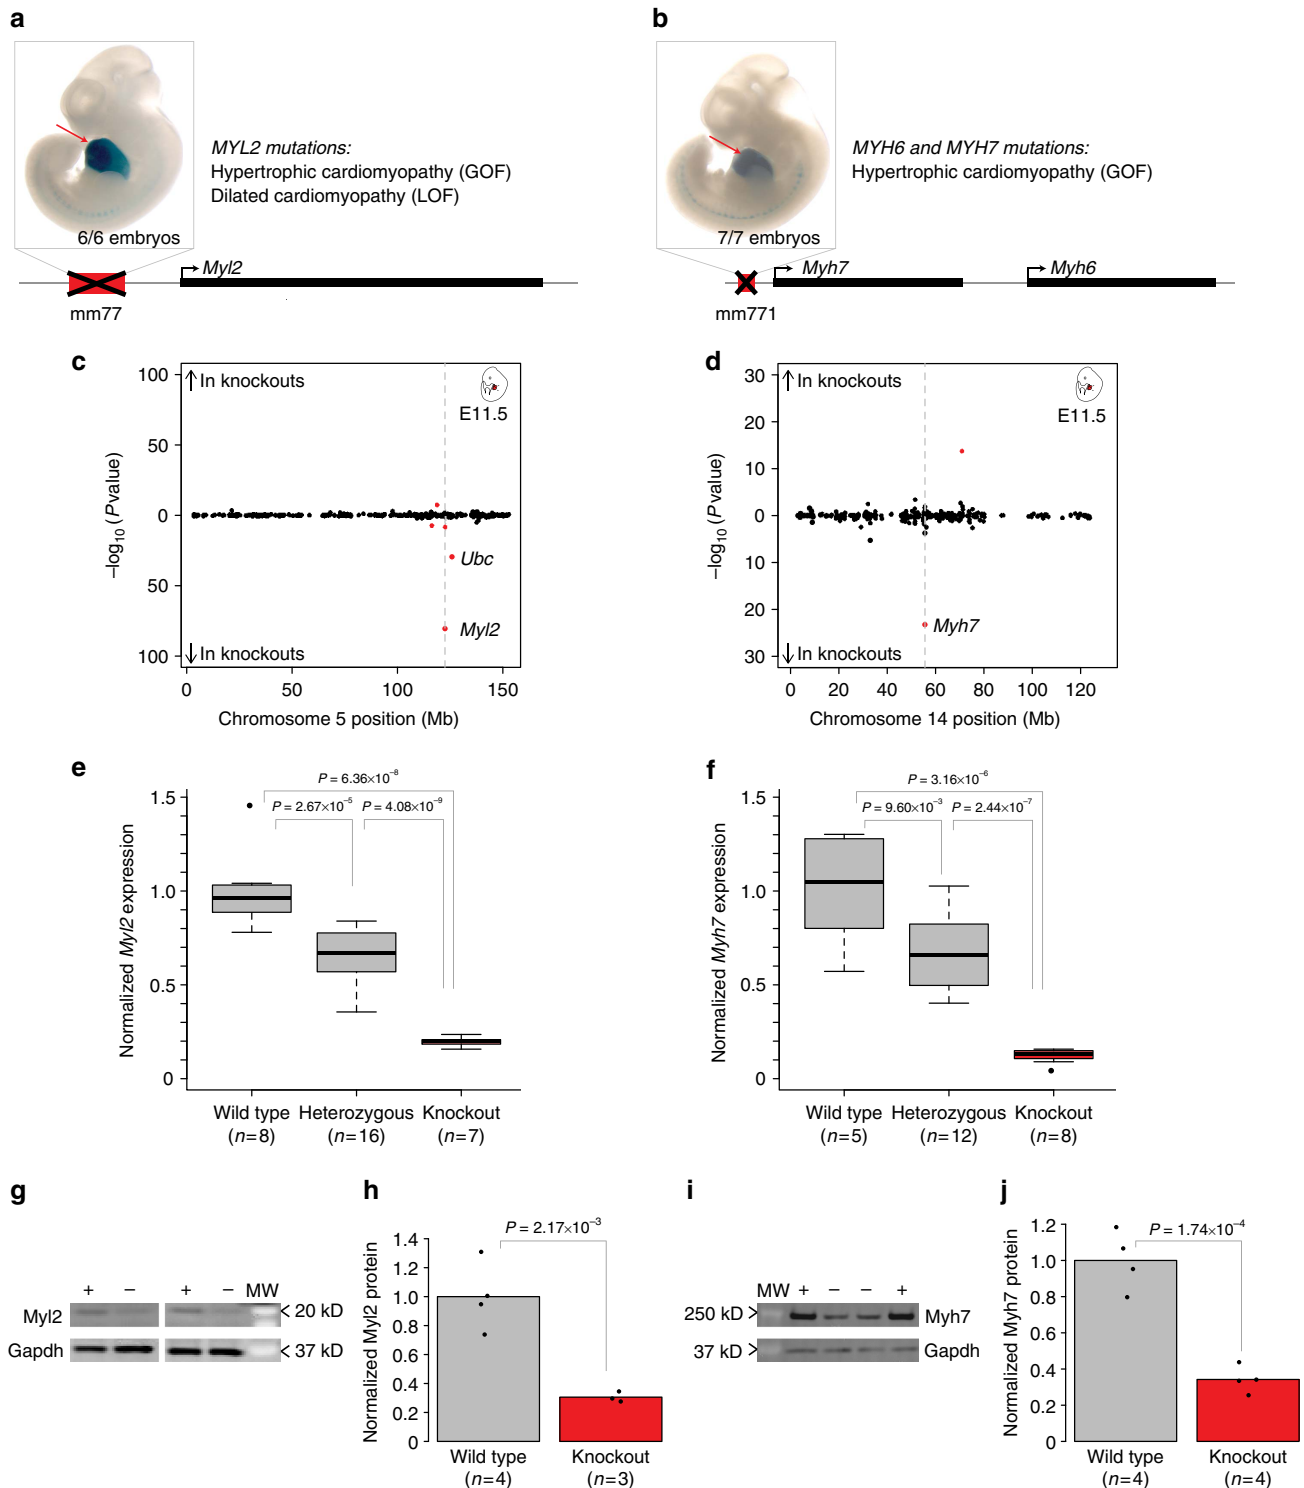 a
MYL2 mutations:
Hypertrophic cardiomyopathy (GOF)
Dilated cardiomyopathy (LOF)
6/6 embryos
Myl2
mm77
b
MYH6 and MYH7 mutations:
Hypertrophic cardiomyopathy (GOF)
7/7 embryos
Myh7
Myh6
mm771
c
↑ In knockouts
E11.5
100
50
0
50
100
–log10 (P value)
Ubc
Myl2
↓ In knockouts
0 50 100 150
Chromosome 5 position (Mb)
d
↑ In knockouts
E11.5
30
20
10
0
10
20
30
–log10 (P value)
Myh7
↓ In knockouts
0 20 40 60 80 100 120
Chromosome 14 position (Mb)
e
P = 6.36×10⁻⁸
P = 2.67×10⁻⁵ P = 4.08×10⁻⁹
1.5
1.0
0.5
0
Normalized Myl2 expression
Wild type Heterozygous Knockout
(n=8) (n=16) (n=7)
f
P = 3.16×10⁻⁶
P = 9.60×10⁻³ P = 2.44×10⁻⁷
1.5
1.0
0.5
0
Normalized Myh7 expression
Wild type Heterozygous Knockout
(n=5) (n=12) (n=8)
g
+ – + – MW
Myl2 < 20 kD
Gapdh < 37 kD
h
P = 2.17×10⁻³
1.4
1.2
1.0
0.8
0.6
0.4
0.2
0
Normalized Myl2 protein
Wild type Knockout
(n=4) (n=3)
i
MW + – – +
250 kD > Myh7
37 kD > Gapdh
j
P = 1.74×10⁻⁴
1.2
1.0
0.8
0.6
0.4
0.2
0
Normalized Myh7 protein
Wild type Knockout
(n=4) (n=4)